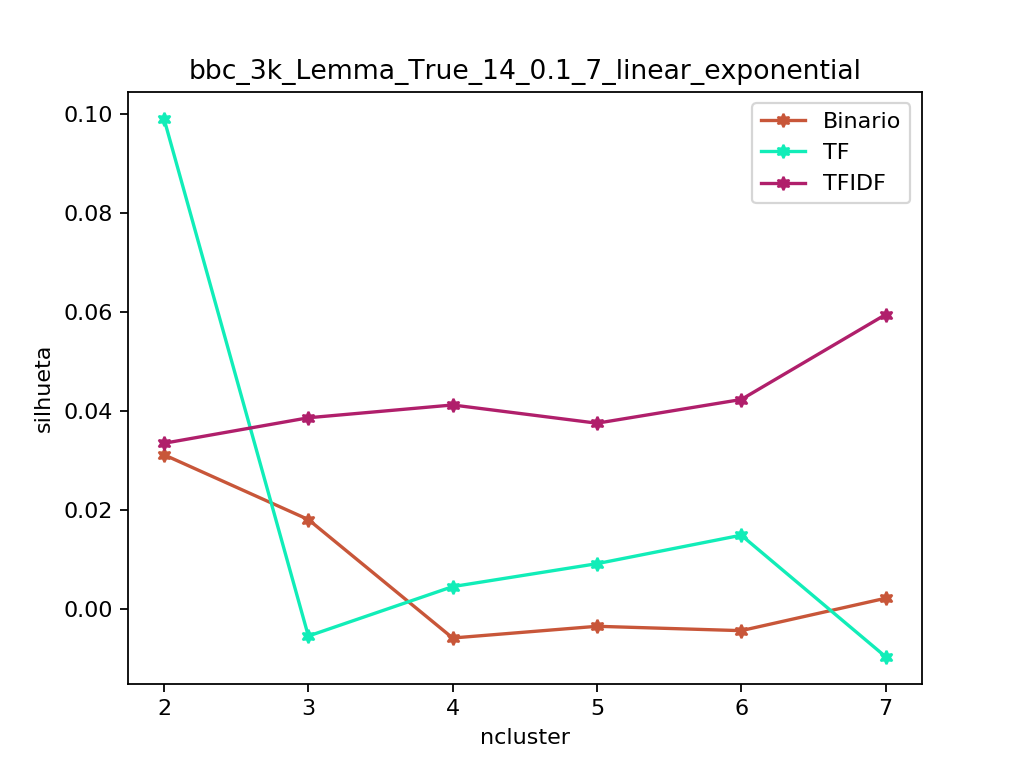 bbc_3k_Lemma_True_14_0.1_7_linear_exponential
Binario
TF
TFIDF
0.10
0.08
0.06
0.04
0.02
0.00
silhueta
2 3 4 5 6 7
ncluster